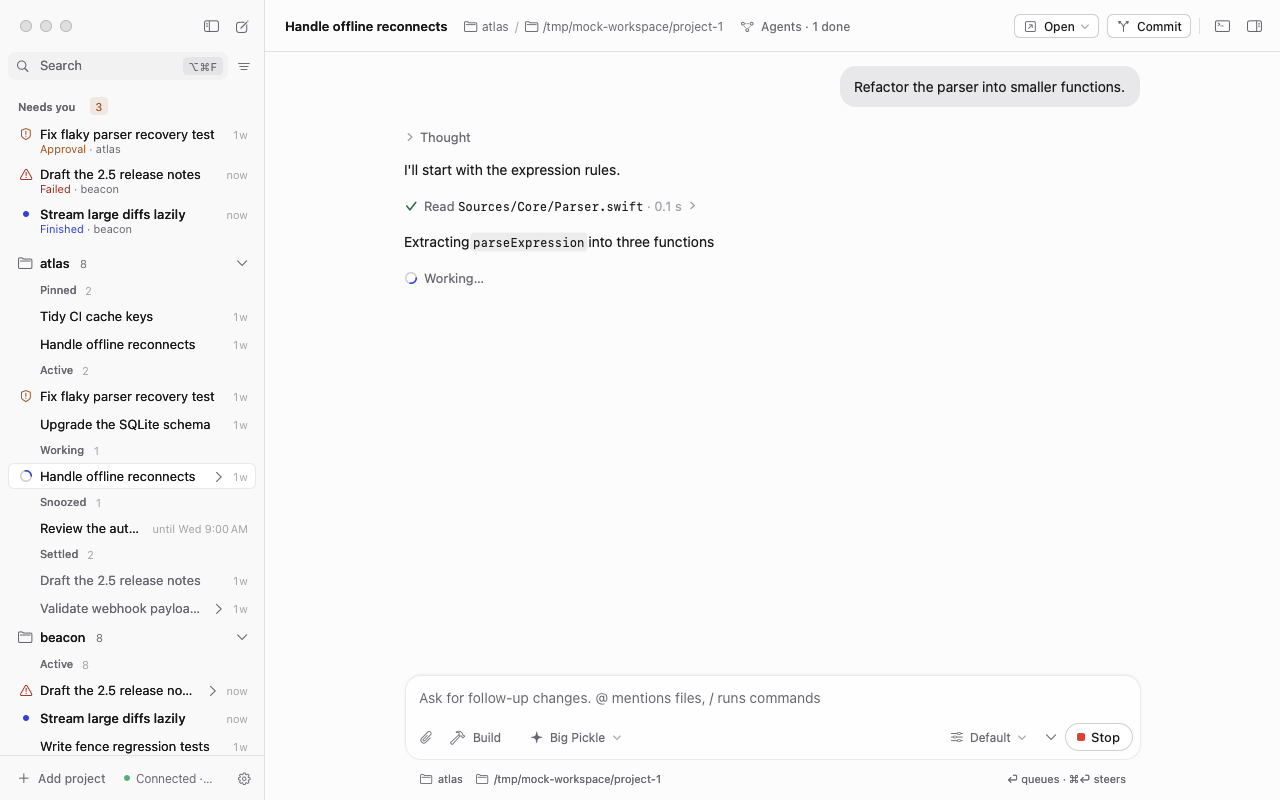 Search
⌥⌘F
Needs you 3
Fix flaky parser recovery test 1w
Approval · atlas
Draft the 2.5 release notes now
Failed · beacon
Stream large diffs lazily now
Finished · beacon
atlas 8
Pinned 2
Tidy CI cache keys 1w
Handle offline reconnects 1w
Active 2
Fix flaky parser recovery test 1w
Upgrade the SQLite schema 1w
Working 1
Handle offline reconnects 1w
Snoozed 1
Review the aut... until Wed 9:00 AM
Settled 2
Draft the 2.5 release notes 1w
Validate webhook payloa... 1w
beacon 8
Active 8
Draft the 2.5 release no... now
Stream large diffs lazily now
Write fence regression tests 1w
Add project Connected ·...
Handle offline reconnects atlas / /tmp/mock-workspace/project-1 Agents · 1 done Open Commit
Refactor the parser into smaller functions.
Thought
I'll start with the expression rules.
Read Sources/Core/Parser.swift · 0.1 s
Extracting parseExpression into three functions
Working...
Ask for follow-up changes. @ mentions files, / runs commands
Build Big Pickle Default Stop
atlas /tmp/mock-workspace/project-1 ⏎ queues · ⌘⏎ steers